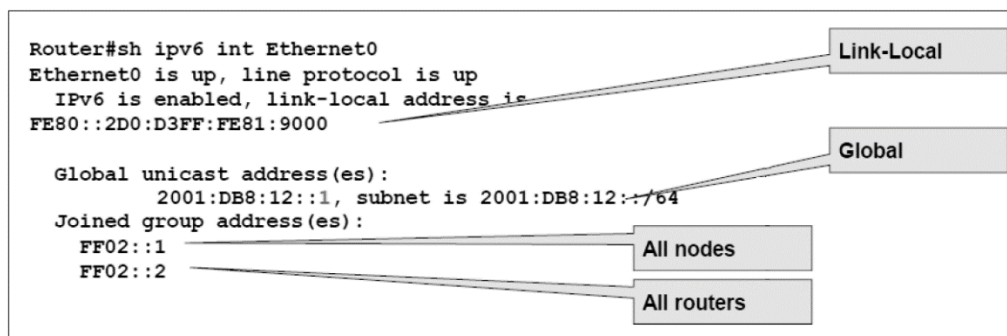 Router#sh ipv6 int Ethernet0
Ethernet0 is up, line protocol is up
IPv6 is enabled, link-local address is
FE80::2D0:D3FF:FE81:9000
Link-Local
Global unicast address(es):
2001:DB8:12::1, subnet is 2001:DB8:12::/64
Global
Joined group address(es):
FF02::1
All nodes
FF02::2
All routers